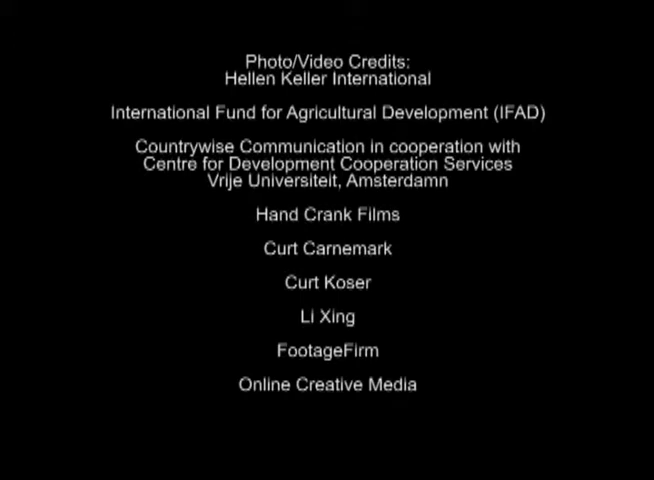 Photo/Video Credits:
Hellen Keller International
International Fund for Agricultural Development (IFAD)
Countrywise Communication in cooperation with
Centre for Development Cooperation Services
Vrije Universiteit, Amsterdamn
Hand Crank Films
Curt Carnemark
Curt Koser
Li Xing
FootageFirm
Online Creative Media